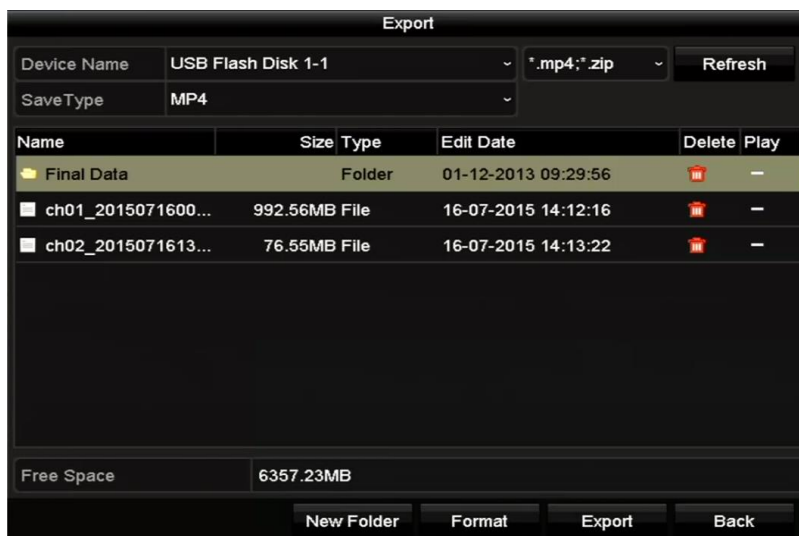 Export
Device Name USB Flash Disk 1-1 *.mp4;*.zip Refresh
SaveType MP4
Name Size Type Edit Date Delete Play
Final Data Folder 01-12-2013 09:29:56
ch01_2015071600... 992.56MB File 16-07-2015 14:12:16
ch02_2015071613... 76.55MB File 16-07-2015 14:13:22
Free Space 6357.23MB
New Folder Format Export Back